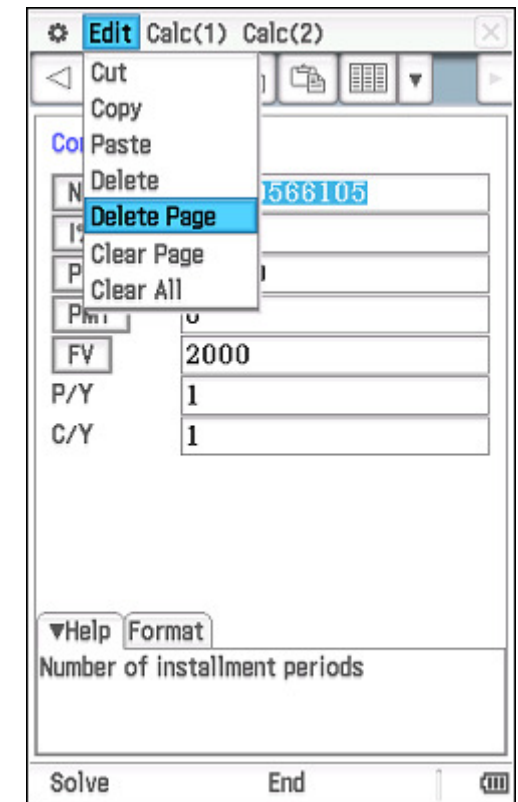 Edit Calc(1) Calc(2)
Cut
Copy
Paste
Delete
Delete Page
Clear Page
Clear All
N 566105
FV 2000
P/Y 1
C/Y 1
▼Help Format
Number of installment periods
Solve End